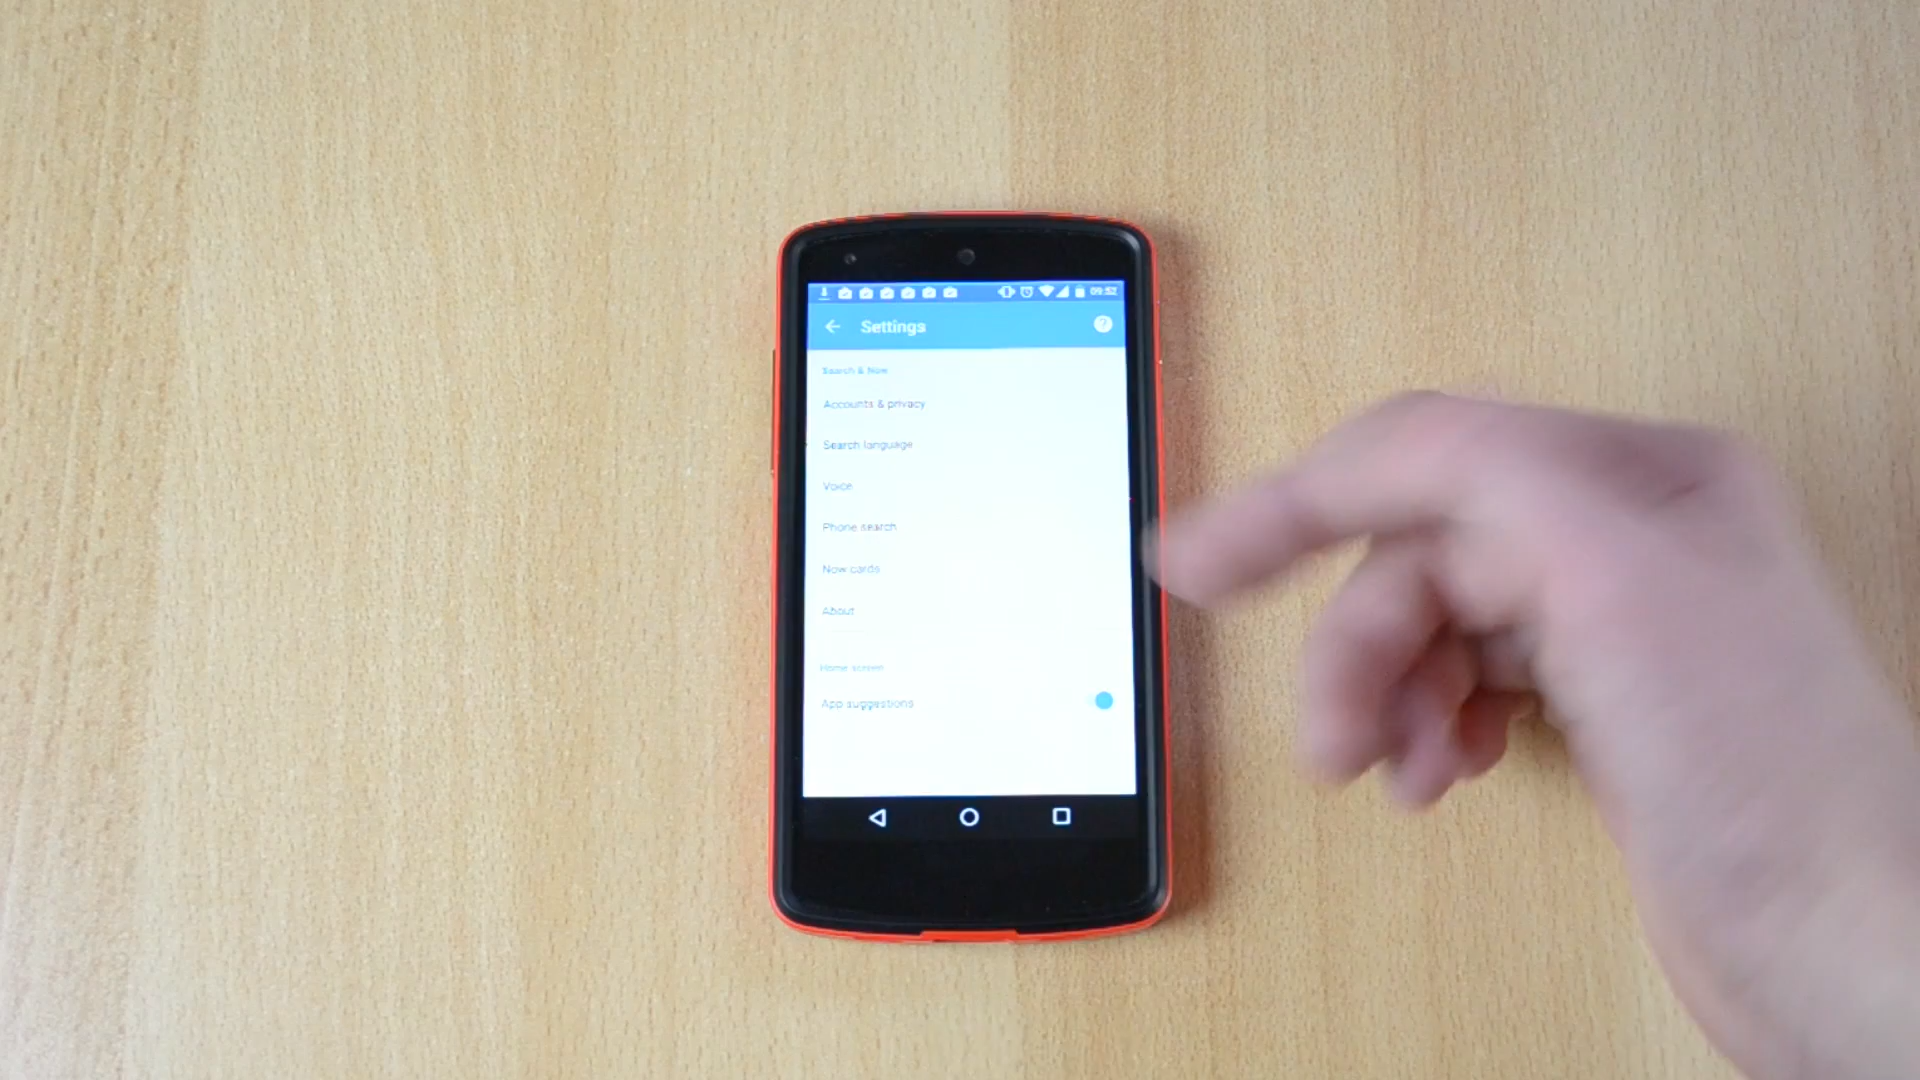 09:52
Settings
Search & Now
Accounts & privacy
Search language
Voice
Phone search
Now cards
About
Home screen
App suggestions